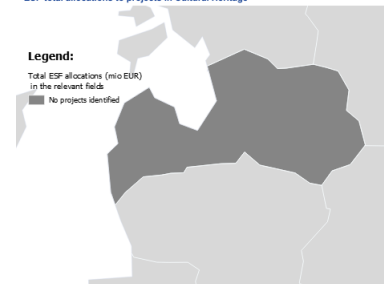 ESF total allocations to projects in Cultural Heritage
Legend:
Total ESF allocations (mio EUR)
in the relevant fields
No projects identified